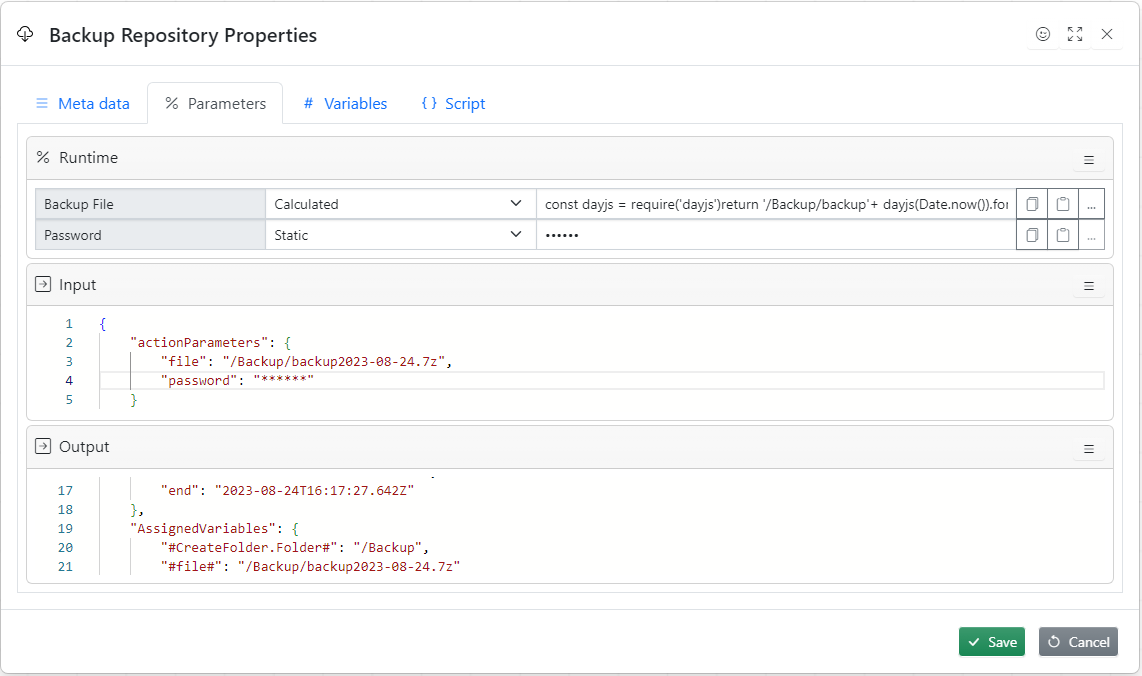 Backup Repository Properties
Meta data
% Parameters
# Variables
{ } Script
% Runtime
Backup File Calculated const dayjs = require('dayjs')return '/Backup/backup'+ dayjs(Date.now()).for ...
Password Static •••••• ...
Input
1 {
2 "actionParameters": {
3 "file": "/Backup/backup2023-08-24.7z",
4 "password": "******"
5 }
Output
17 "end": "2023-08-24T16:17:27.642Z"
18 },
19 "AssignedVariables": {
20 "#CreateFolder.Folder#": "/Backup",
21 "#file#": "/Backup/backup2023-08-24.7z"
Save
Cancel